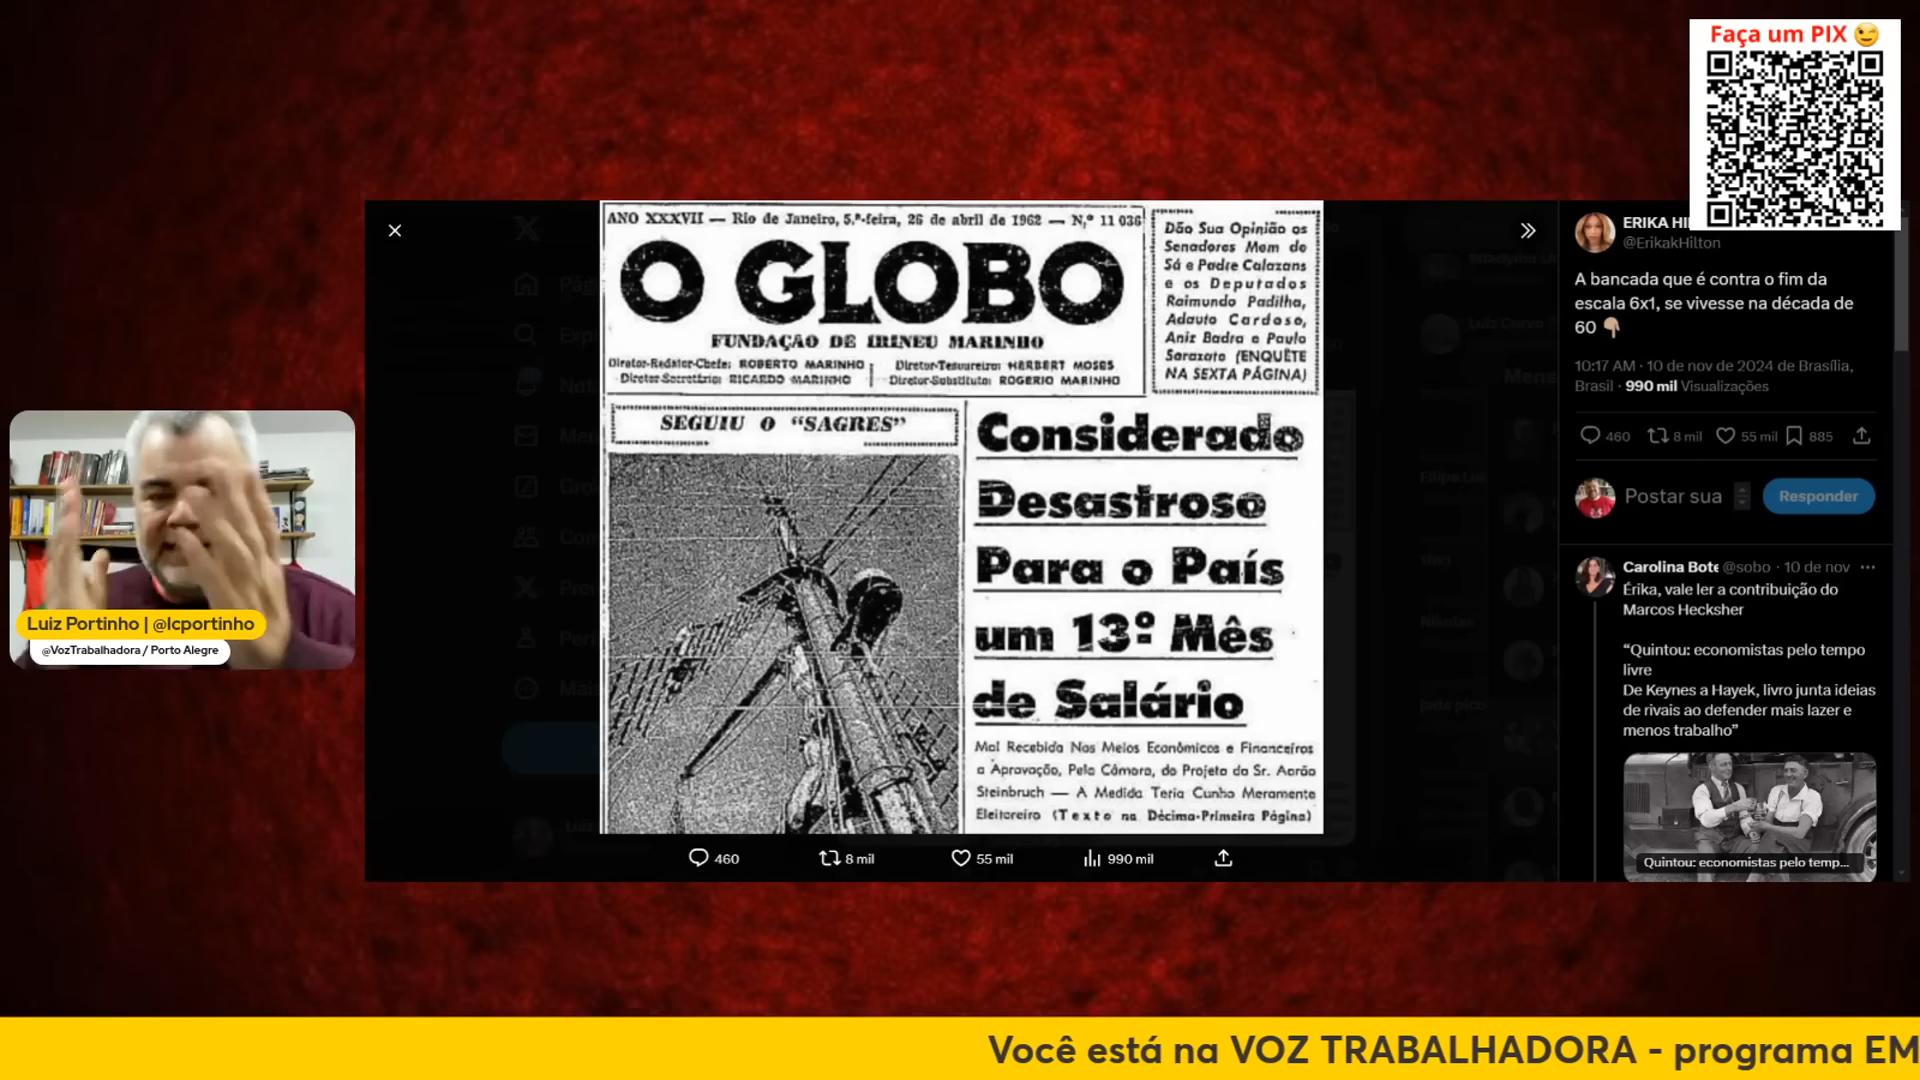 Faça um PIX 😉
ANO XXXVII — Rio de Janeiro, 5.ª-feira, 26 de abril de 1962 — N.º 11 036
O GLOBO
FUNDAÇÃO DE IRINEU MARINHO
Diretor-Redator-Chefe: ROBERTO MARINHO
Diretor-Secretário: RICARDO MARINHO
Diretor-Tesoureiro: HERBERT MOSES
Diretor-Substituto: ROGERIO MARINHO
Dão Sua Opinião os
Senadores Mem de
Sá e Padre Calazans
e os Deputados
Raimundo Padilha,
Adauto Cardoso,
Aniz Badra e Paulo
Sarazate (ENQUÊTE
NA SEXTA PÁGINA)
SEGUIU O “SAGRES”
Considerado
Desastroso
Para o País
um 13º Mês
de Salário
Mal Recebida Nos Meios Econômicos e Financeiros
a Aprovação, Pela Câmara, do Projeto do Sr. Aarão
Steinbruch — A Medida Teria Cunho Meramente
Eleitoreiro (Texto na Décima-Primeira Página)
460
8 mil
55 mil
990 mil
ERIKA
@ErikakHilton
A bancada que é contra o fim da
escala 6x1, se vivesse na década de
60 👇🏼
10:17 AM · 10 de nov de 2024 de Brasília,
Brasil · 990 mil Visualizações
460
8 mil
55 mil
885
Postar sua
Responder
Carolina Bote @sobo · 10 de nov ···
Érika, vale ler a contribuição do
Marcos Hecksher
“Quintou: economistas pelo tempo
livre
De Keynes a Hayek, livro junta ideias
de rivais ao defender mais lazer e
menos trabalho”
Quintou: economistas pelo temp...
Luiz Portinho | @lcportinho
@VozTrabalhadora / Porto Alegre
Você está na VOZ TRABALHADORA - programa EM